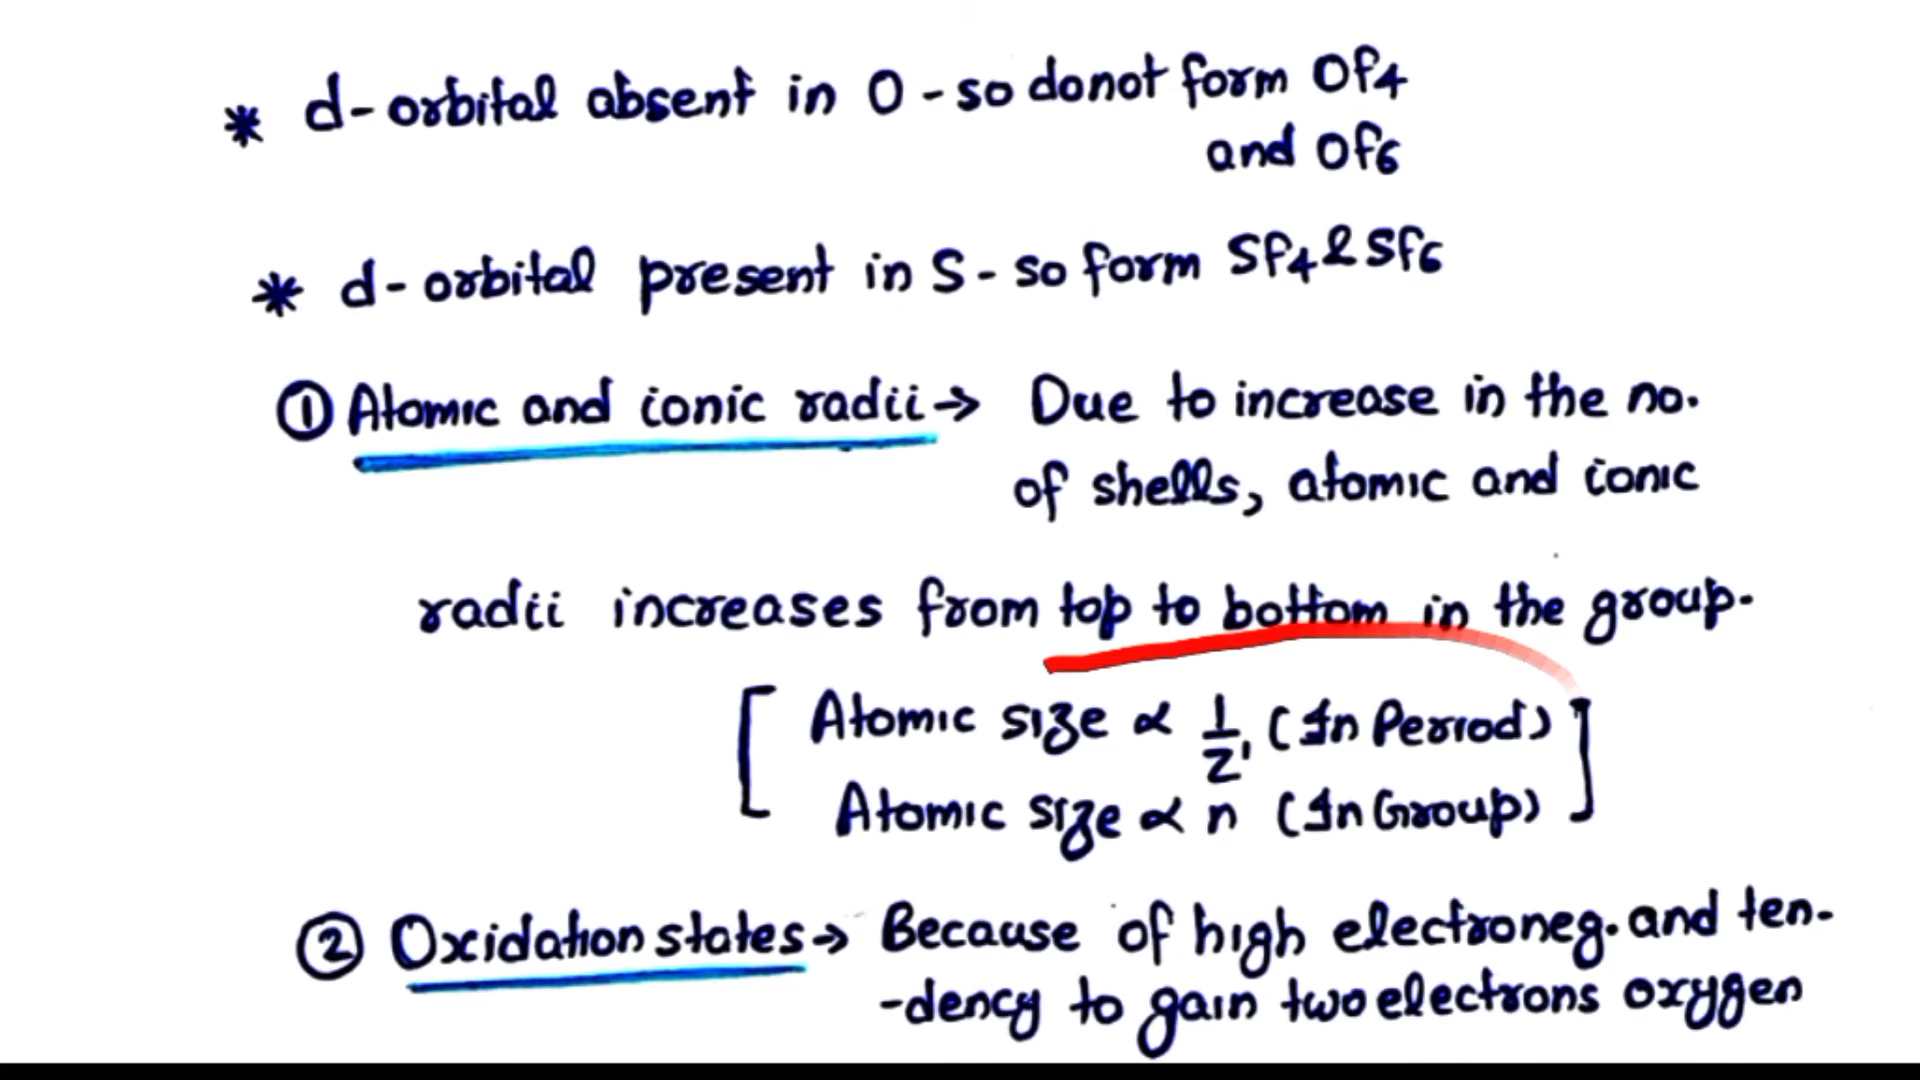 * d-orbital absent in O - so donot form OF4
and OF6
* d-orbital present in S - so form SF4 & SF6
① Atomic and ionic radii → Due to increase in the no.
of shells, atomic and ionic
radii increases from top to bottom in the group.
[ Atomic size ∝ 1/Z, (In Period)
Atomic size ∝ n (In Group) ]
② Oxidation states → Because of high electroneg. and ten-
-dency to gain two electrons oxygen